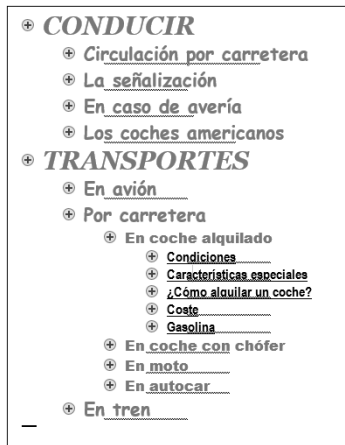 CONDUCIR
Circulación por carretera
La señalización
En caso de avería
Los coches americanos
TRANSPORTES
En avión
Por carretera
En coche alquilado
Condiciones
Características especiales
¿Cómo alquilar un coche?
Coste
Gasolina
En coche con chófer
En moto
En autocar
En tren